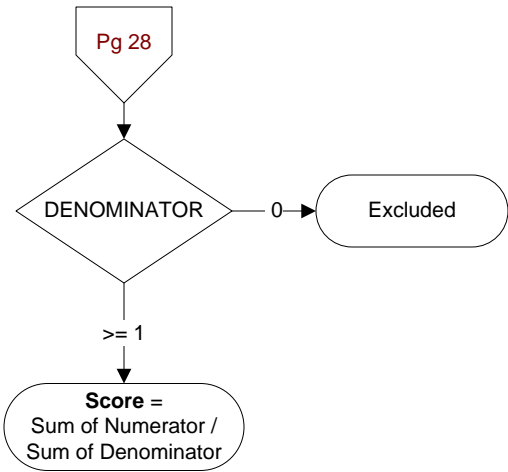 Pg 28
DENOMINATOR
0
Excluded
>= 1
Score =
Sum of Numerator /
Sum of Denominator